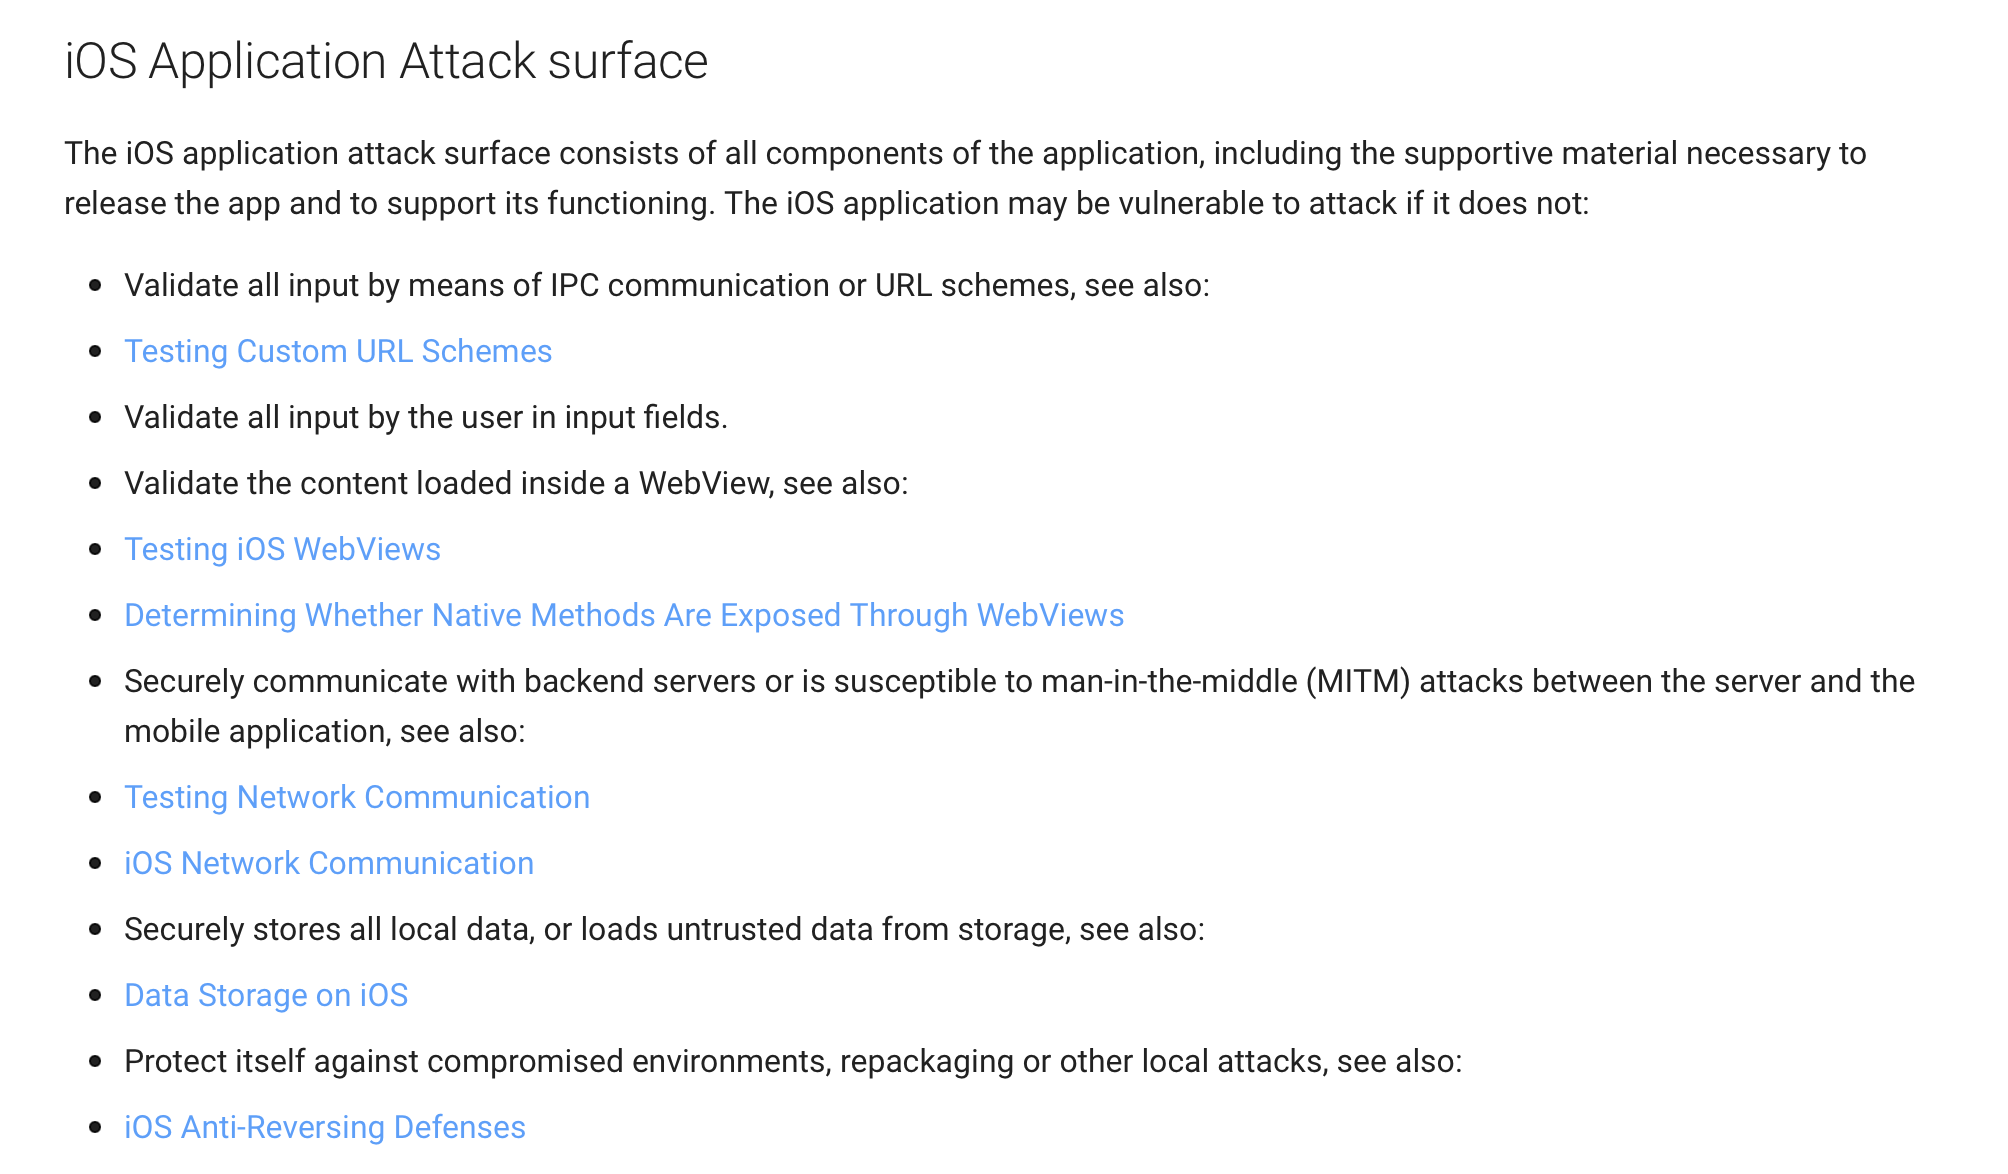 iOS Application Attack surface
The iOS application attack surface consists of all components of the application, including the supportive material necessary to
release the app and to support its functioning. The iOS application may be vulnerable to attack if it does not:
• Validate all input by means of IPC communication or URL schemes, see also:
• Testing Custom URL Schemes
• Validate all input by the user in input fields.
• Validate the content loaded inside a WebView, see also:
• Testing iOS WebViews
• Determining Whether Native Methods Are Exposed Through WebViews
• Securely communicate with backend servers or is susceptible to man-in-the-middle (MITM) attacks between the server and the
mobile application, see also:
• Testing Network Communication
• iOS Network Communication
• Securely stores all local data, or loads untrusted data from storage, see also:
• Data Storage on iOS
• Protect itself against compromised environments, repackaging or other local attacks, see also:
• iOS Anti-Reversing Defenses